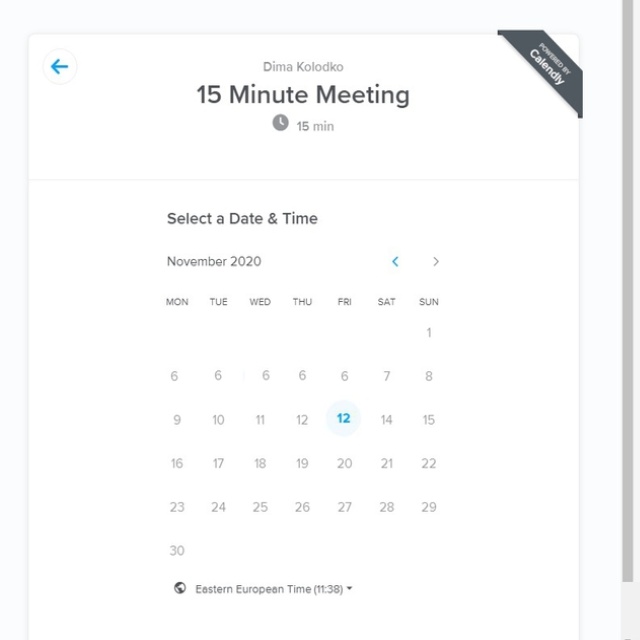 POWERED BY
Calendly
Dima Kolodko
15 Minute Meeting
15 min
Select a Date & Time
November 2020
MON TUE WED THU FRI SAT SUN
1
6 6 6 6 6 7 8
9 10 11 12 12 14 15
16 17 18 19 20 21 22
23 24 25 26 27 28 29
30
Eastern European Time (11:38)